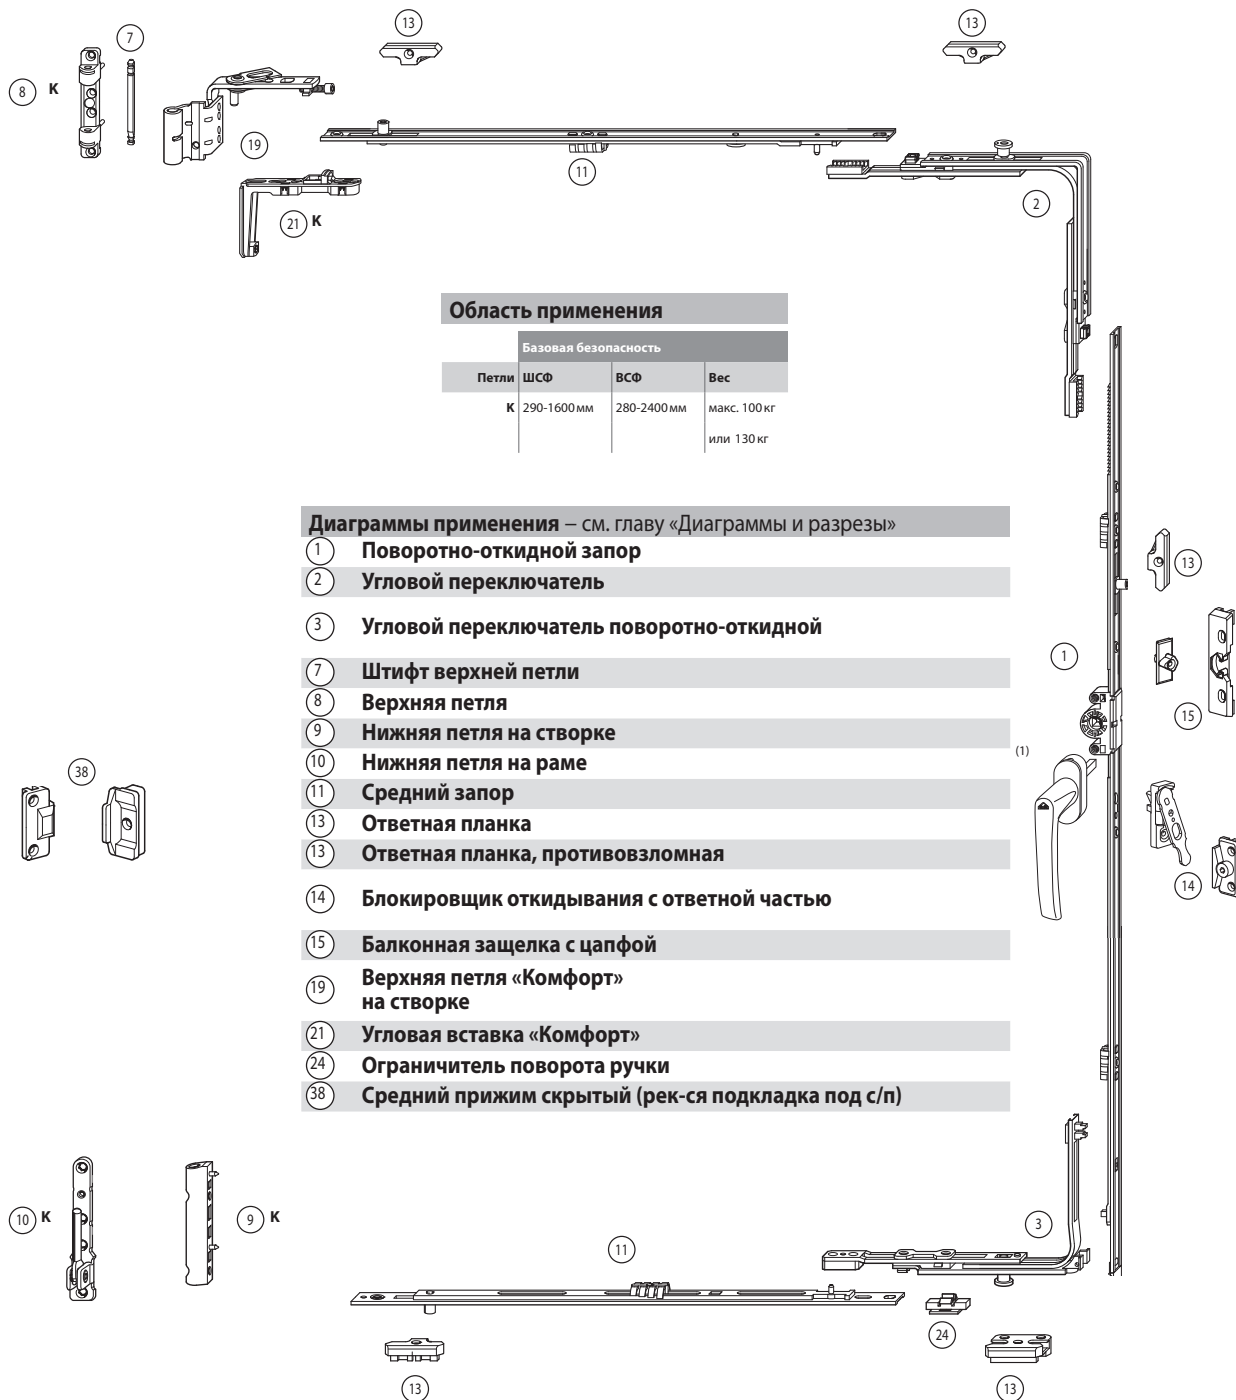 13
13
7
8 K
19
11
2
21 K
Область применения
Базовая безопасность
Петли ШСФ ВСФ Вес
K 290-1600 мм 280-2400 мм макс. 100 кг
или 130 кг
Диаграммы применения – см. главу «Диаграммы и разрезы»
1 Поворотно-откидной запор
2 Угловой переключатель
3 Угловой переключатель поворотно-откидной
7 Штифт верхней петли
8 Верхняя петля
9 Нижняя петля на створке
10 Нижняя петля на раме
11 Средний запор
13 Ответная планка
13 Ответная планка, противовзломная
14 Блокировщик откидывания с ответной частью
15 Балконная защелка с цапфой
19 Верхняя петля «Комфорт»
на створке
21 Угловая вставка «Комфорт»
24 Ограничитель поворота ручки
38 Средний прижим скрытый (рек-ся подкладка под с/п)
13
1
15
(1)
38
14
10 K
9 K
3
11
24
13
13